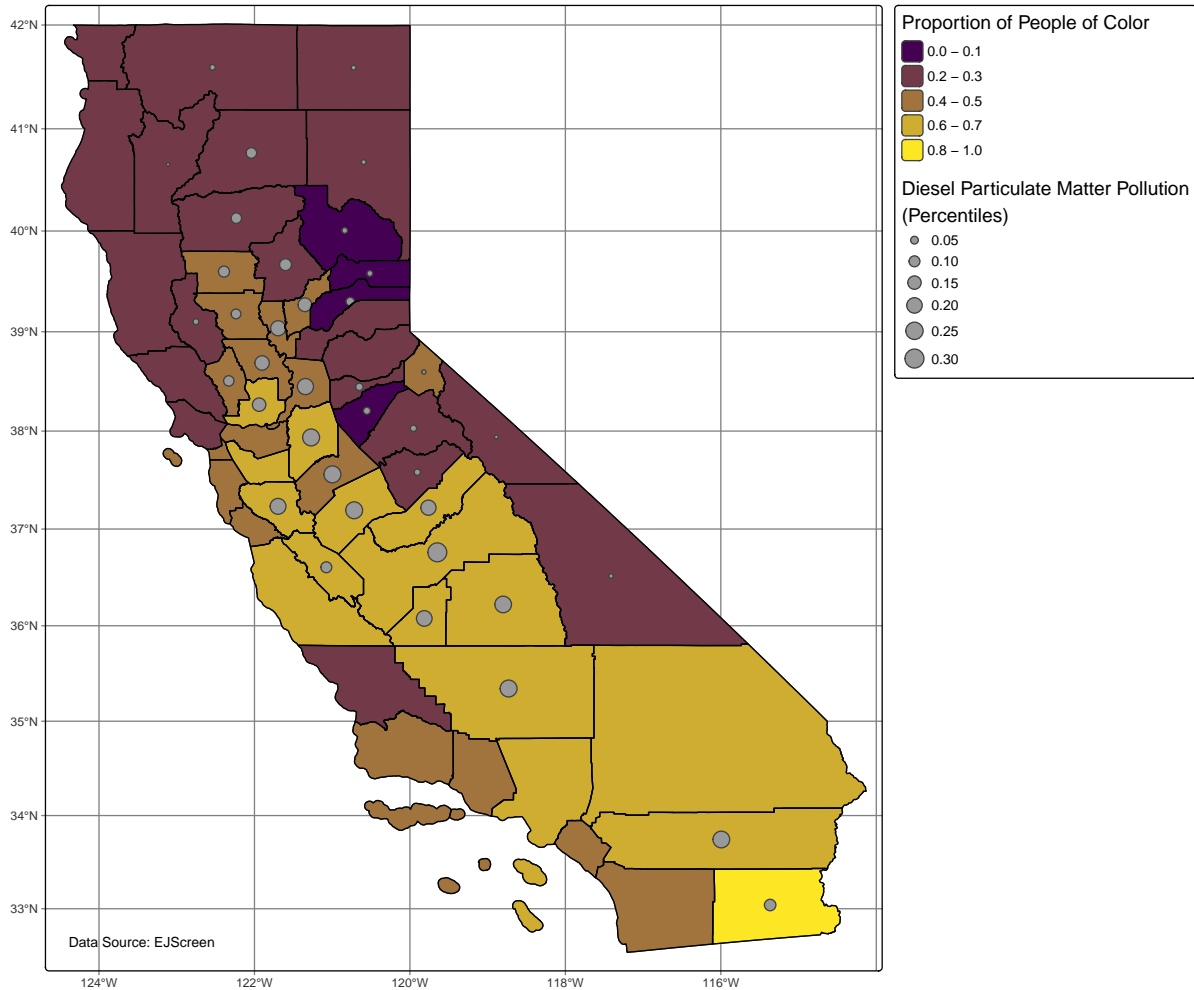 42°N
41°N
40°N
39°N
38°N
37°N
36°N
35°N
34°N
33°N
124°W
122°W
120°W
118°W
116°W
Data Source: EJScreen
Proportion of People of Color
0.0 – 0.1
0.2 – 0.3
0.4 – 0.5
0.6 – 0.7
0.8 – 1.0
Diesel Particulate Matter Pollution
(Percentiles)
0.05
0.10
0.15
0.20
0.25
0.30